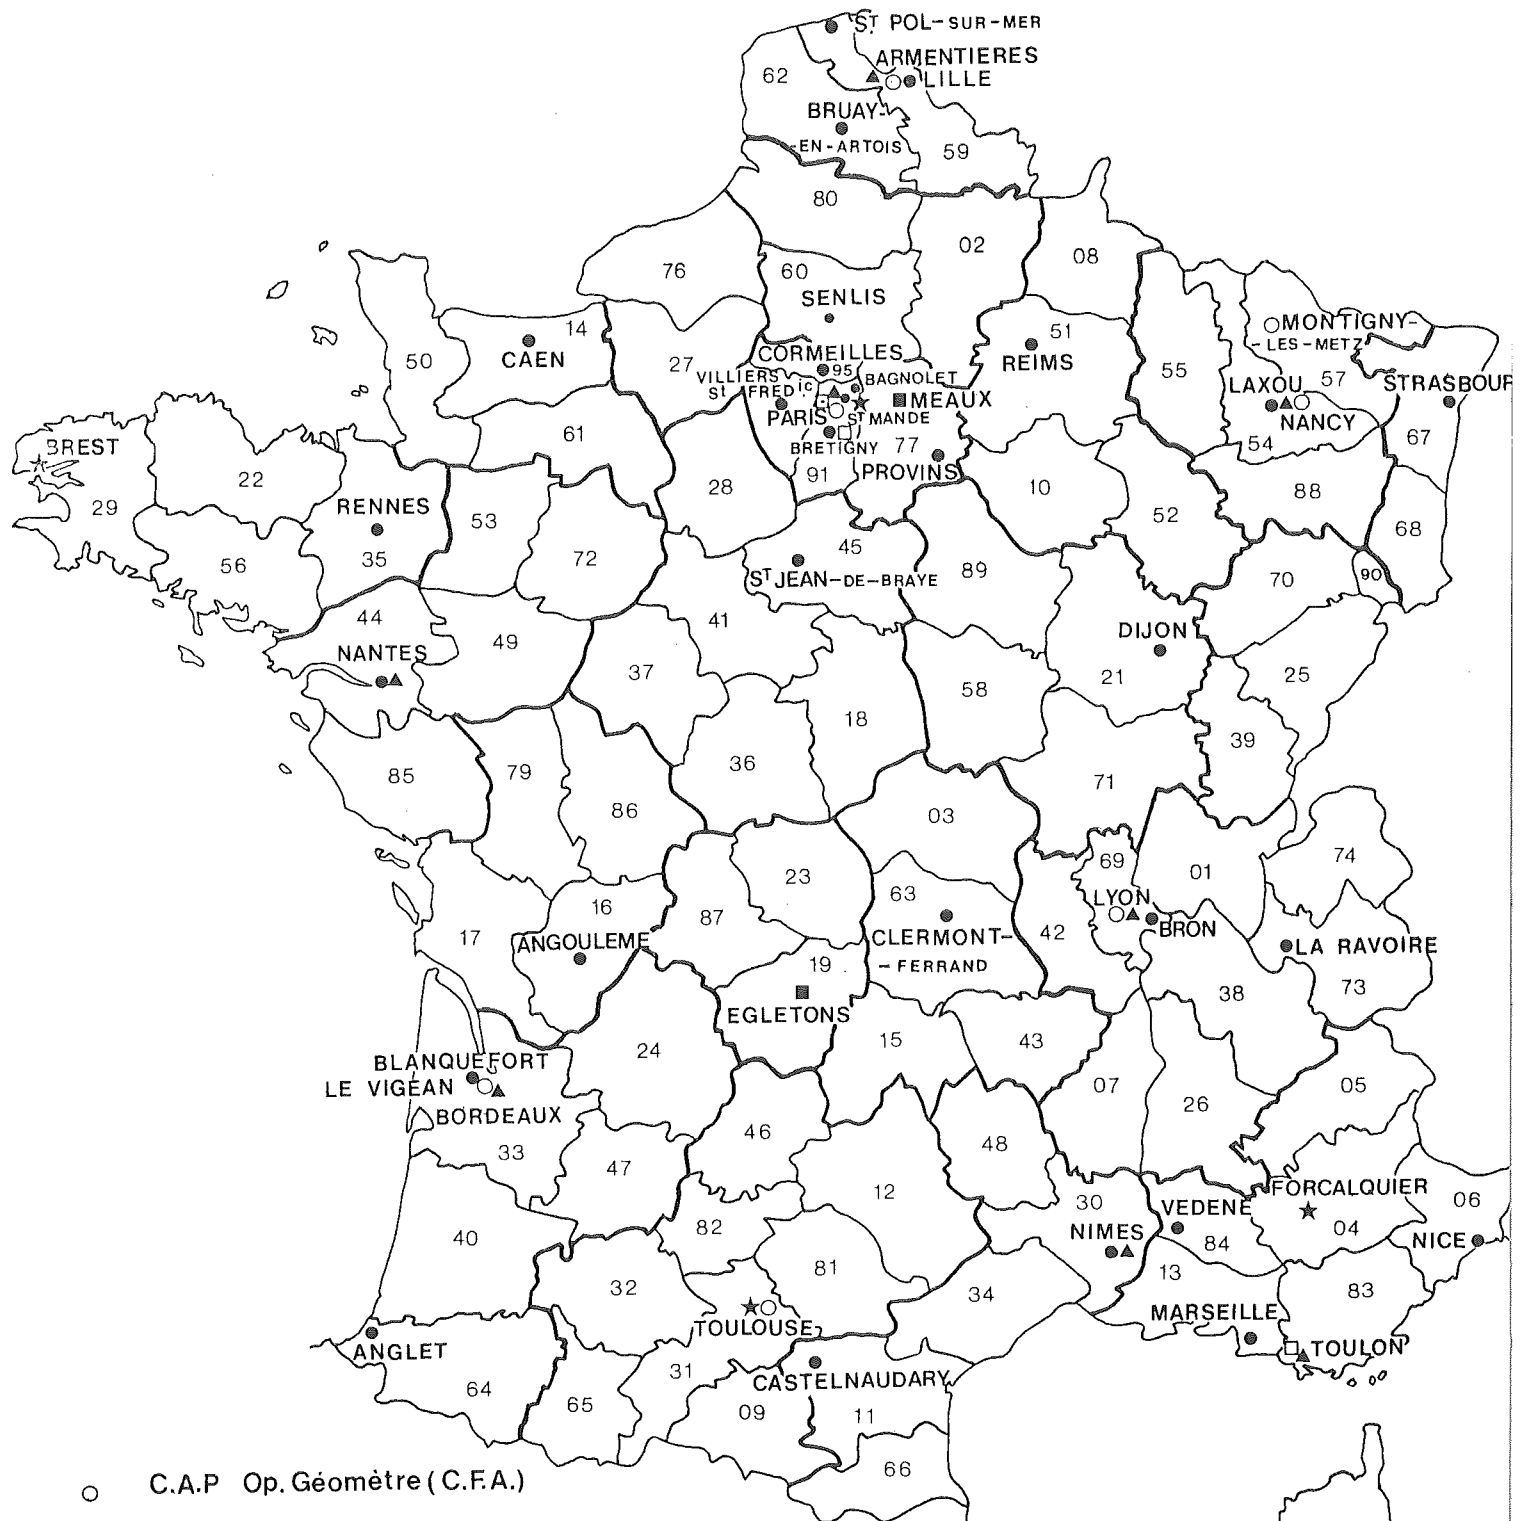 ST POL-SUR-MER
ARMENTIERES
62
LILLE
BRUAY-
-EN-ARTOIS
59
80
02
08
76
60
SENLIS
14
CAEN
50
27
CORMEILLES
95
51
REIMS
MONTIGNY-
-LES-METZ
55
57
VILLIERS
St FREDic
BAGNOLET
LAXOU
STRASBOUR
PARIS
ST MANDE
MEAUX
NANCY
61
BRETIGNY
77
54
67
BREST
PROVINS
91
22
28
10
88
29
RENNES
53
52
68
35
72
45
56
ST JEAN-DE-BRAYE
89
70
90
44
41
DIJON
NANTES
49
37
58
21
25
18
39
85
79
36
71
86
03
69
74
23
01
63
LYON
16
87
17
ANGOULEME
CLERMONT-
-FERRAND
42
BRON
LA RAVOIRE
19
73
38
EGLETONS
24
15
43
BLANQUEFORT
LE VIGEAN
07
05
BORDEAUX
26
33
46
47
48
12
30
FORCALQUIER
06
VEDENE
82
NIMES
84
04
NICE
40
81
13
32
34
83
TOULOUSE
MARSEILLE
ANGLET
TOULON
31
CASTELNAUDARY
64
65
09
11
66
C.A.P Op. Géomètre (C.F.A.)